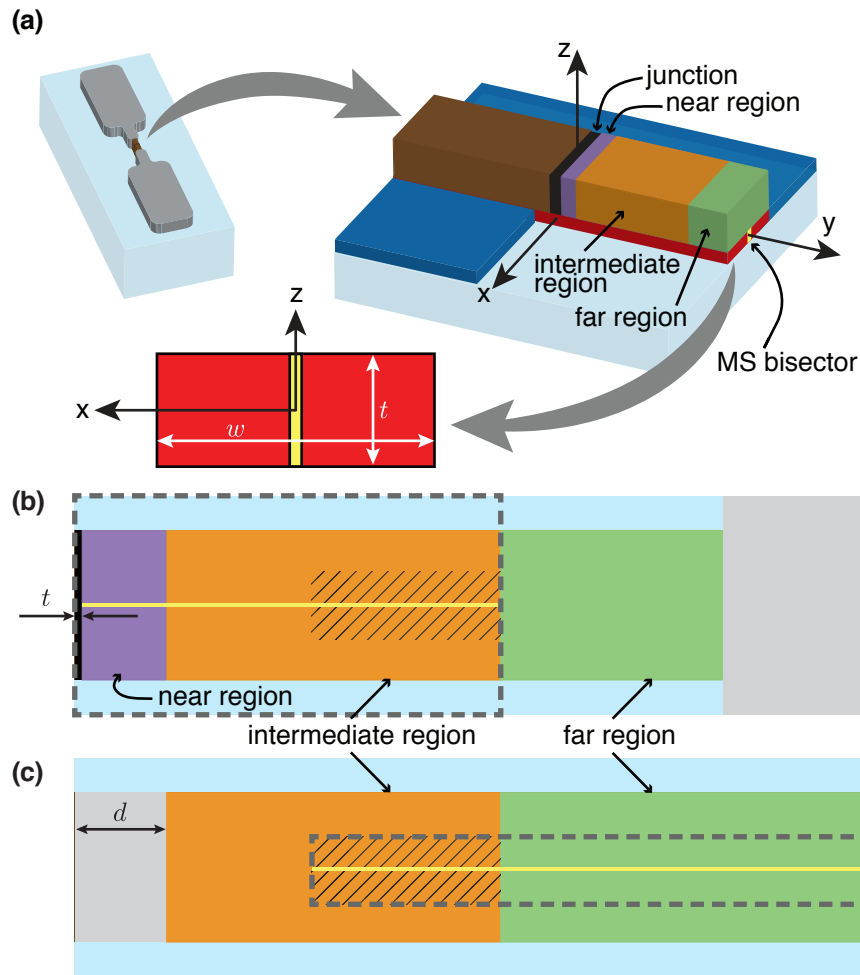 (a)
z
junction
near region
y
intermediate
region
x
far region
MS bisector
z
x
t
w
(b)
t
near region
intermediate region
far region
(c)
d